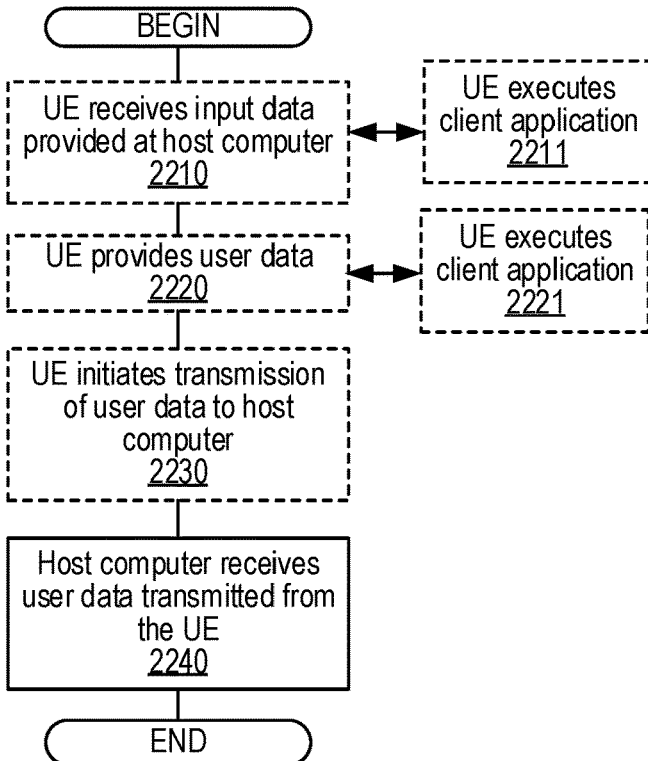 BEGIN
UE receives input data
provided at host computer
2210
UE executes
client application
2211
UE provides user data
2220
UE executes
client application
2221
UE initiates transmission
of user data to host
computer
2230
Host computer receives
user data transmitted from
the UE
2240
END